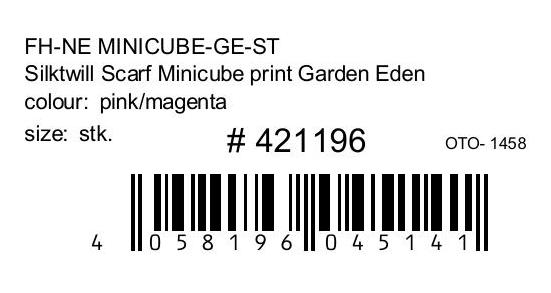 FH-NE MINICUBE-GE-ST
Silktwill Scarf Minicube print Garden Eden
colour: pink/magenta
size: stk.
# 421196
OTO- 1458
4 058196 045141